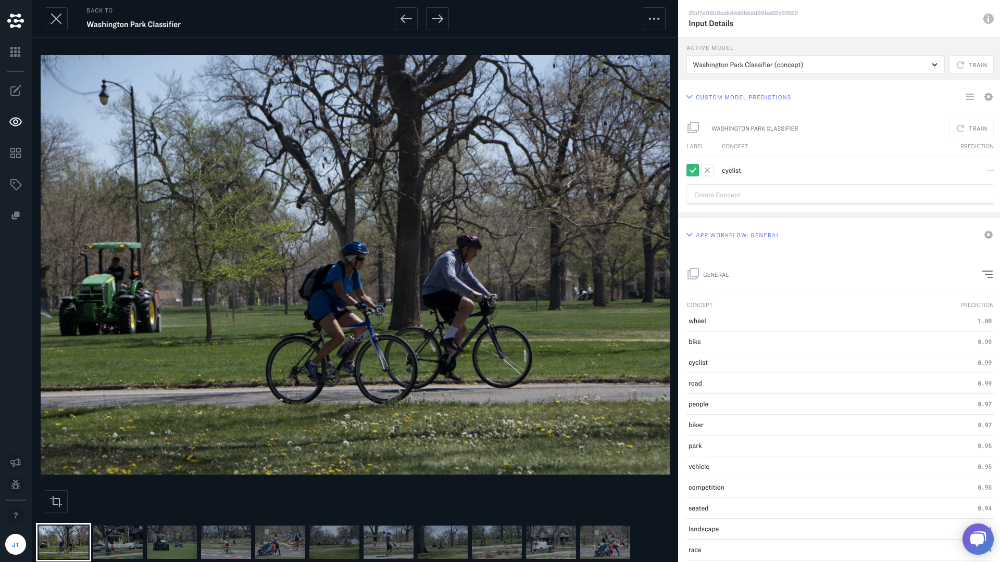 BACK TO
Washington Park Classifier
Input Details
ACTIVE MODEL
Washington Park Classifier (concept)
TRAIN
CUSTOM MODEL PREDICTIONS
WASHINGTON PARK CLASSIFIER
TRAIN
LABEL CONCEPT PREDICTION
cyclist --
Create Concept
APP WORKFLOW: GENERAL
GENERAL
CONCEPT PREDICTION
wheel 1.00
bike 0.99
cyclist 0.99
road 0.99
people 0.97
biker 0.97
park 0.95
vehicle 0.95
competition 0.95
seated 0.94
landscape
race
?
JT